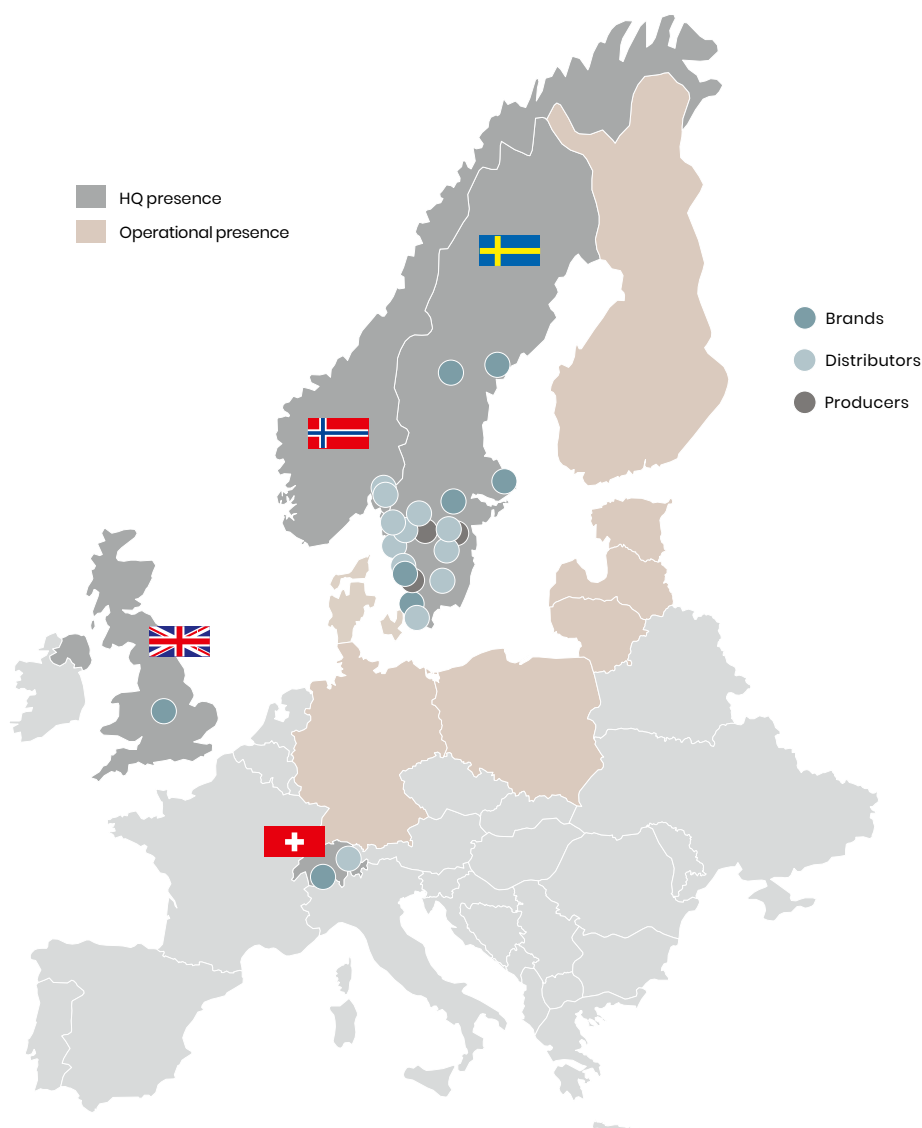 HQ presence
Operational presence
Brands
Distributors
Producers